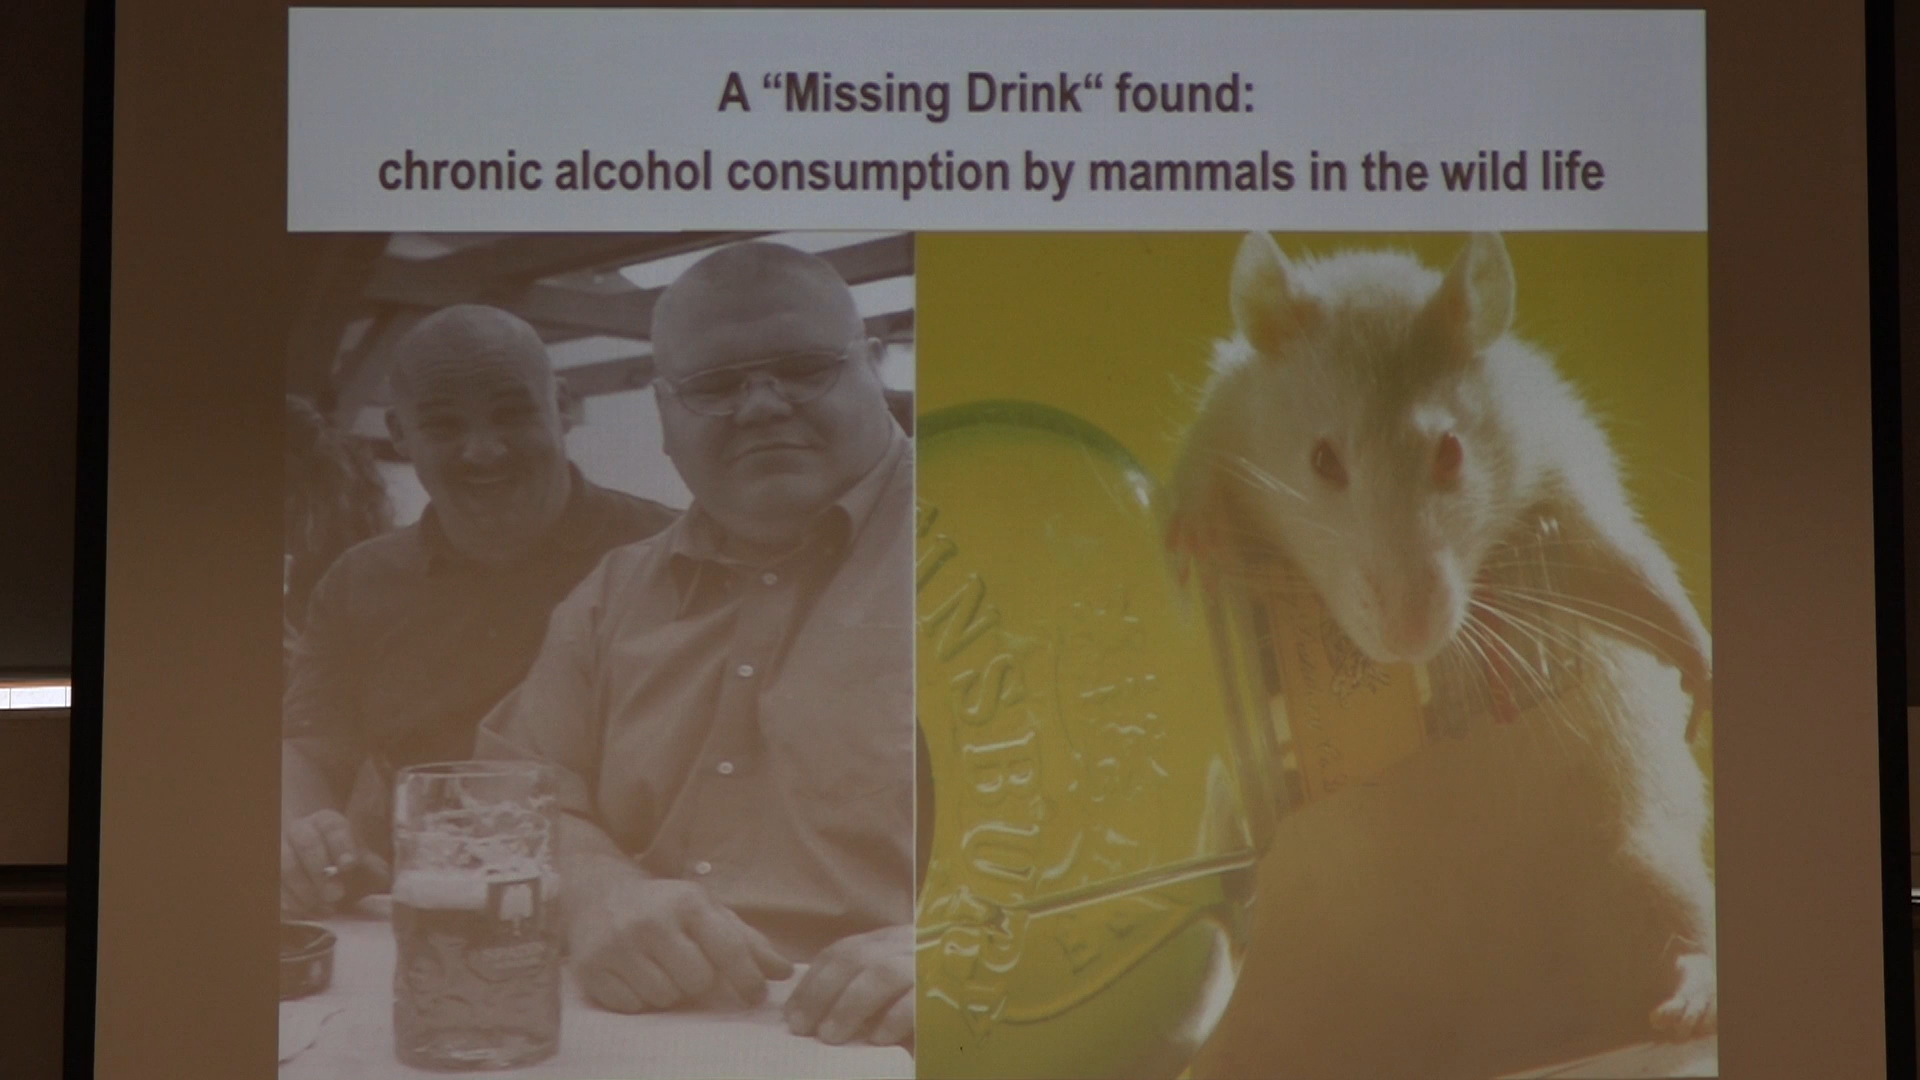 A “Missing Drink“ found:
chronic alcohol consumption by mammals in the wild life